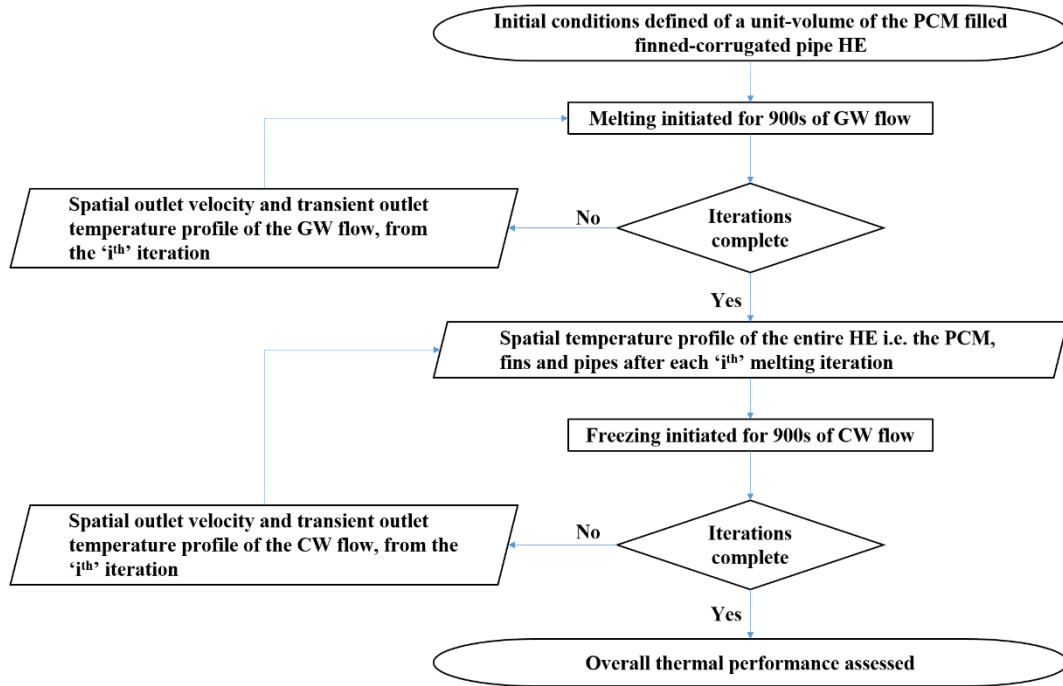 Initial conditions defined of a unit-volume of the PCM filled
finned-corrugated pipe HE
Melting initiated for 900s of GW flow
Spatial outlet velocity and transient outlet
temperature profile of the GW flow, from
the ‘iᵗʰ’ iteration
No
Iterations
complete
Yes
Spatial temperature profile of the entire HE i.e. the PCM,
fins and pipes after each ‘iᵗʰ’ melting iteration
Freezing initiated for 900s of CW flow
Spatial outlet velocity and transient outlet
temperature profile of the CW flow, from the
‘iᵗʰ’ iteration
No
Iterations
complete
Yes
Overall thermal performance assessed